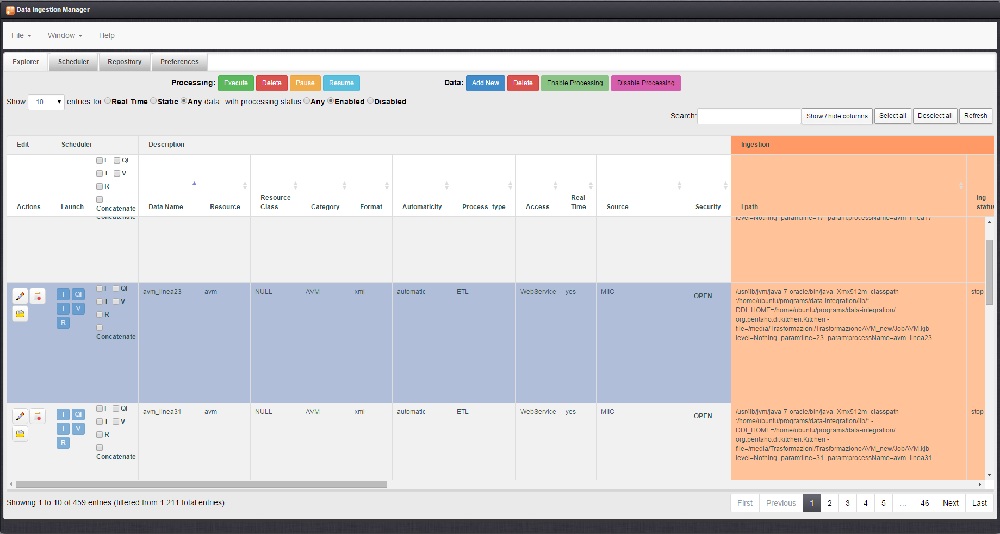 Data Ingestion Manager
File Window Help
Explorer Scheduler Repository Preferences
Processing: Execute Delete Pause Resume Data: Add New Delete Enable Processing Disable Processing
Show 10 entries for Real Time Static Any data with processing status Any Enabled Disabled
Search: Show / hide columns Select all Deselect all Refresh
Edit Scheduler Description Ingestion
I QI
T V
R
Concatenate
Actions Launch Data Name Resource Resource Class Category Format Automaticity Process_type Access Real Time Source Security I path Ing status
Concatenate
level=Nothing -param:line=17 -param:processName=avm_linea17
I QI
T V
R
I QI
T V
R
Concatenate
avm_linea23 avm NULL AVM xml automatic ETL WebService yes MIIC OPEN
/usr/lib/jvm/java-7-oracle/bin/java -Xmx512m -classpath
:/home/ubuntu/programs/data-integration/lib/* -
DDI_HOME=/home/ubuntu/programs/data-integration/
org.pentaho.di.kitchen.Kitchen -
file=/media/Trasformazioni/TrasformazioneAVM_new/JobAVM.kjb -
level=Nothing -param:line=23 -param:processName=avm_linea23
stop
I QI
T V
R
I QI
T V
R
Concatenate
avm_linea31 avm NULL AVM xml automatic ETL WebService yes MIIC OPEN
/usr/lib/jvm/java-7-oracle/bin/java -Xmx512m -classpath
:/home/ubuntu/programs/data-integration/lib/* -
DDI_HOME=/home/ubuntu/programs/data-integration/
org.pentaho.di.kitchen.Kitchen -
file=/media/Trasformazioni/TrasformazioneAVM_new/JobAVM.kjb -
level=Nothing -param:line=31 -param:processName=avm_linea31
stop
Showing 1 to 10 of 459 entries (filtered from 1.211 total entries)
First Previous 1 2 3 4 5 ... 46 Next Last